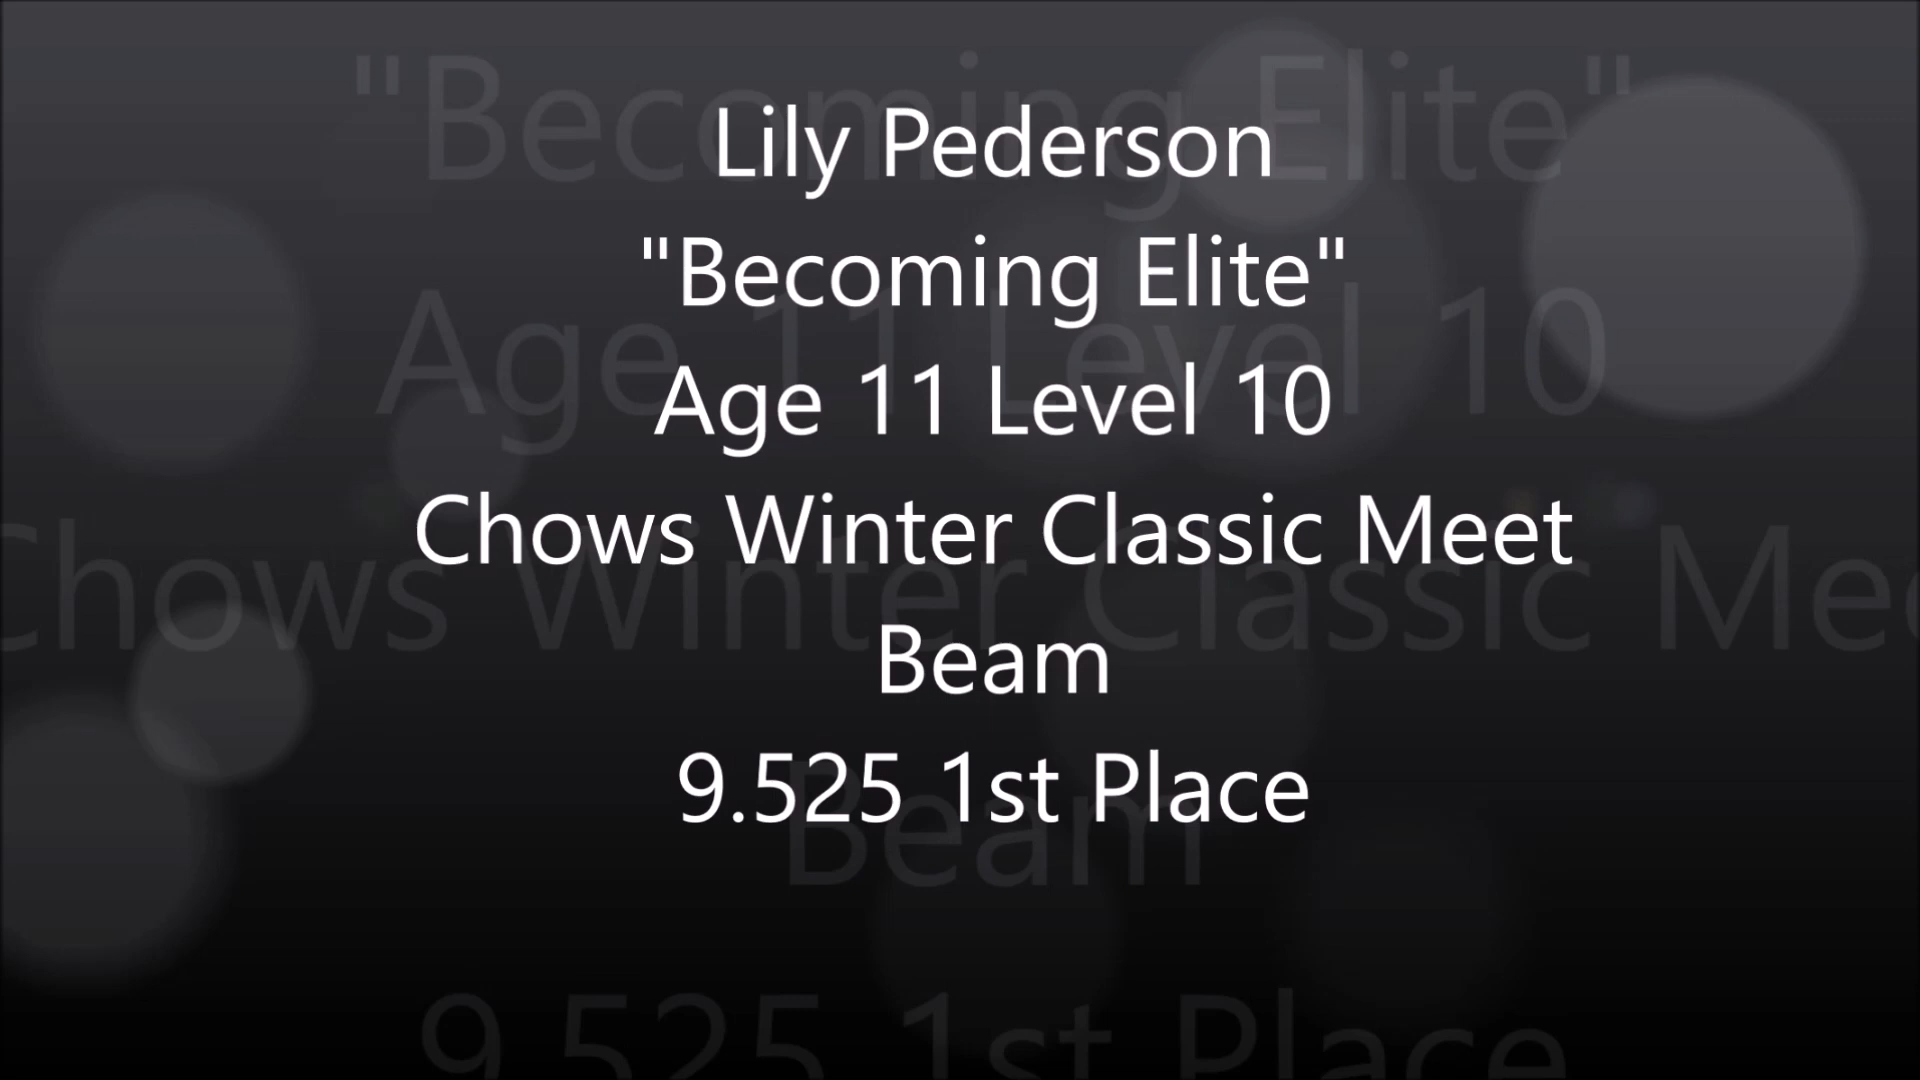 Lily Pederson
"Becoming Elite"
Age 11 Level 10
Chows Winter Classic Meet
Beam
9.525 1st Place